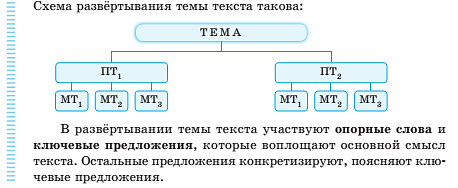 Схема развёртывания темы текста такова:
ТЕМА
ПТ1 ПТ2
МТ1 МТ2 МТ3 МТ1 МТ2 МТ3
В развёртывании темы текста участвуют опорные слова и
ключевые предложения, которые воплощают основной смысл
текста. Остальные предложения конкретизируют, поясняют клю-
чевые предложения.